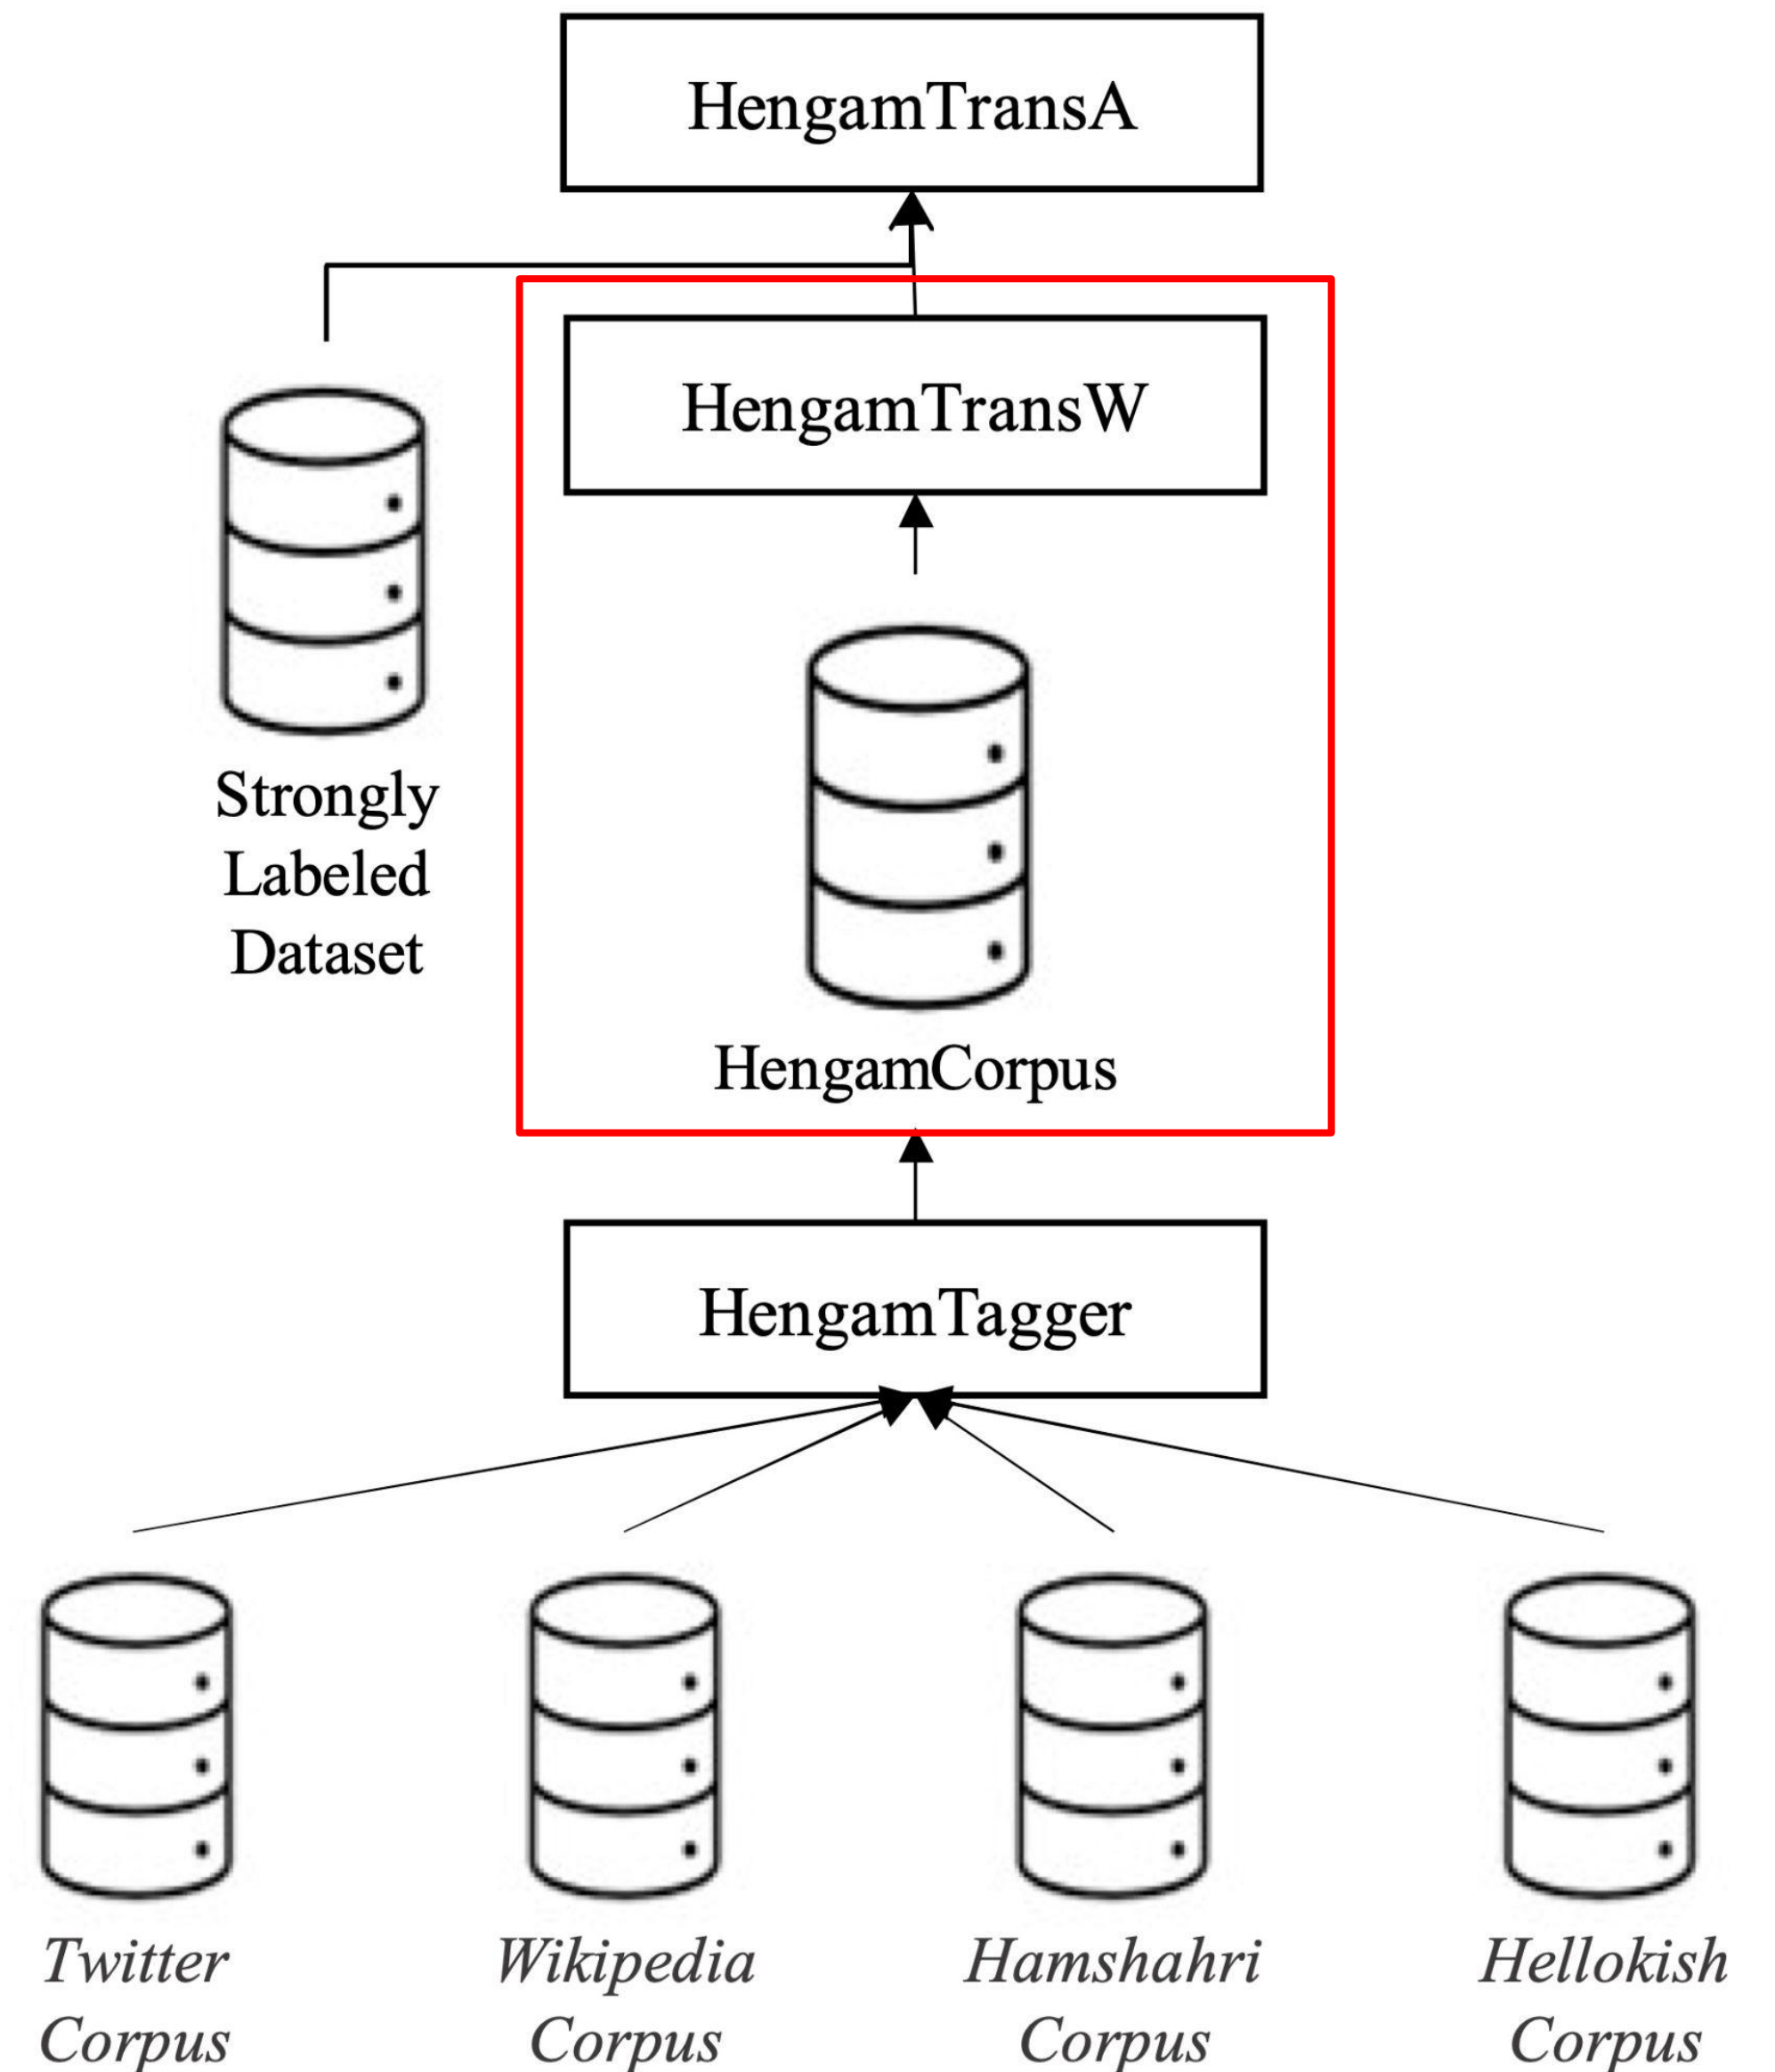 HengamTransA
HengamTransW
Strongly
Labeled
Dataset
HengamCorpus
HengamTagger
Twitter
Corpus
Wikipedia
Corpus
Hamshahri
Corpus
Hellokish
Corpus